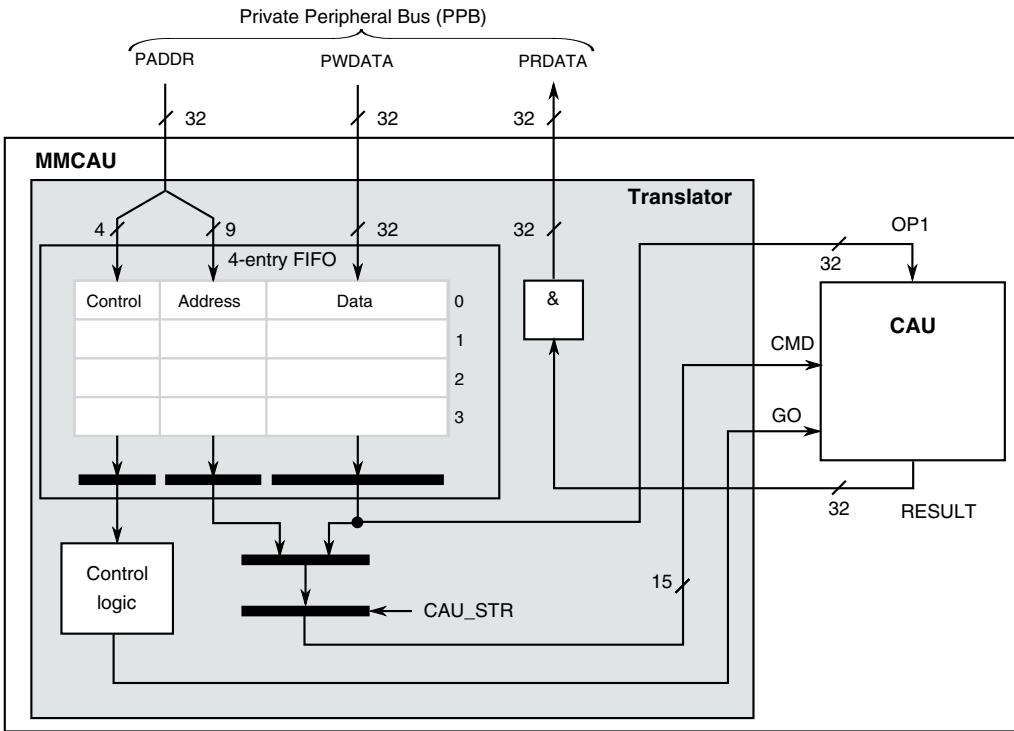 Private Peripheral Bus (PPB)
PADDR PWDATA PRDATA
32 32 32
MMCAU
Translator
4 9 32 32
OP1
32
4-entry FIFO
Control Address Data 0
&
CAU
1
CMD
2
3
GO
32
RESULT
Control
logic
15
CAU_STR